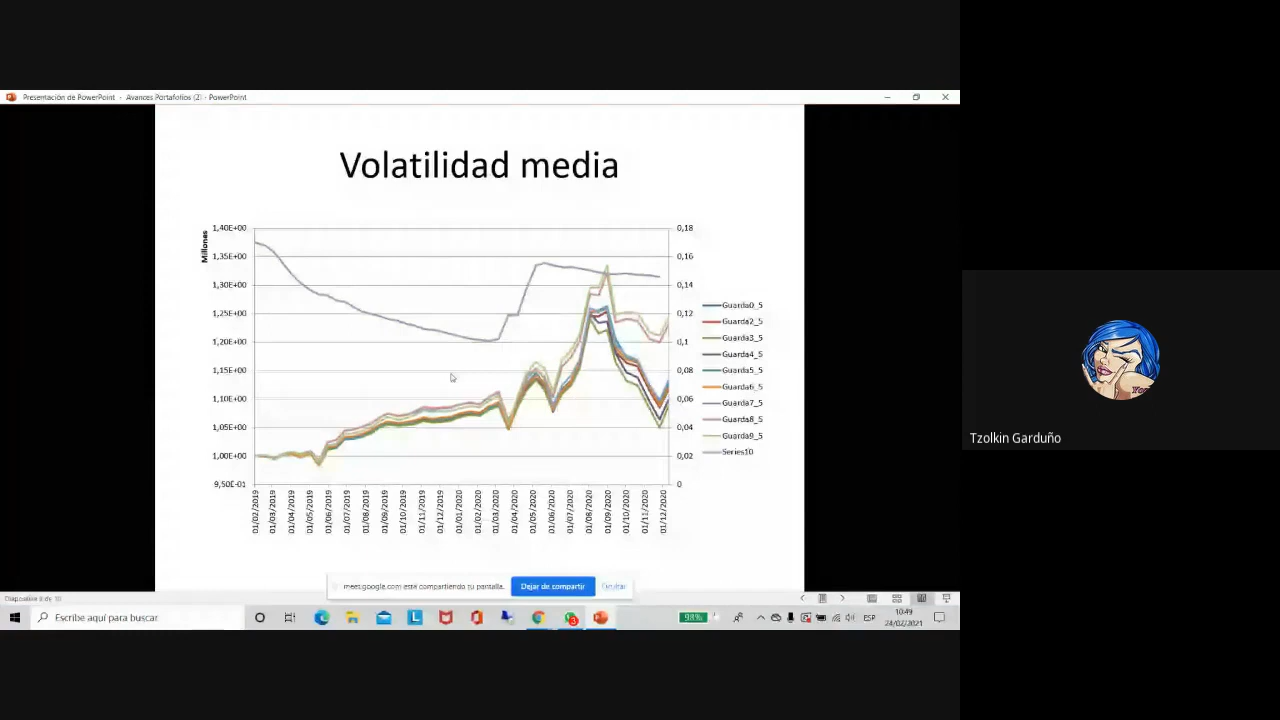 Presentación de PowerPoint - Avances Portafolios (2) - PowerPoint
Volatilidad media
Millones
1,40E+00
1,35E+00
1,30E+00
1,25E+00
1,20E+00
1,15E+00
1,10E+00
1,05E+00
1,00E+00
9,50E-01
0,18
0,16
0,14
0,12
0,1
0,08
0,06
0,04
0,02
0
01/02/2019
01/03/2019
01/04/2019
01/05/2019
01/06/2019
01/07/2019
01/08/2019
01/09/2019
01/10/2019
01/11/2019
01/12/2019
01/01/2020
01/02/2020
01/03/2020
01/04/2020
01/05/2020
01/06/2020
01/07/2020
01/08/2020
01/09/2020
01/10/2020
01/11/2020
01/12/2020
Guarda0_5
Guarda2_5
Guarda3_5
Guarda4_5
Guarda5_5
Guarda6_5
Guarda7_5
Guarda8_5
Guarda9_5
Series10
Tzolkin Garduño
meet.google.com está compartiendo tu pantalla.
Dejar de compartir
Ocultar
Escribe aquí para buscar
3
98%
ESP
10:49
24/02/2021